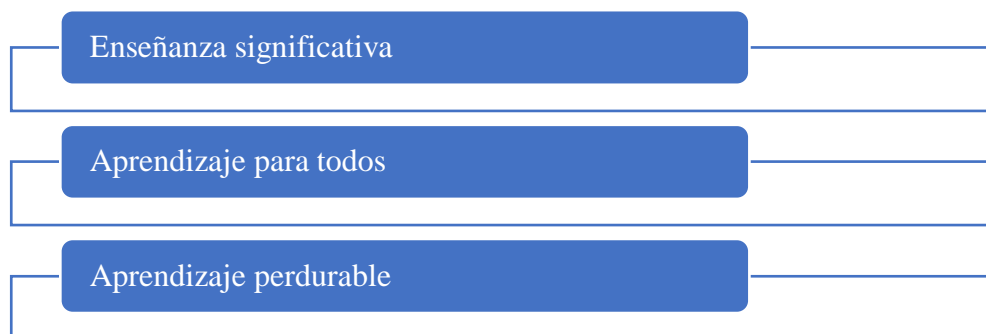 Enseñanza significativa
Aprendizaje para todos
Aprendizaje perdurable